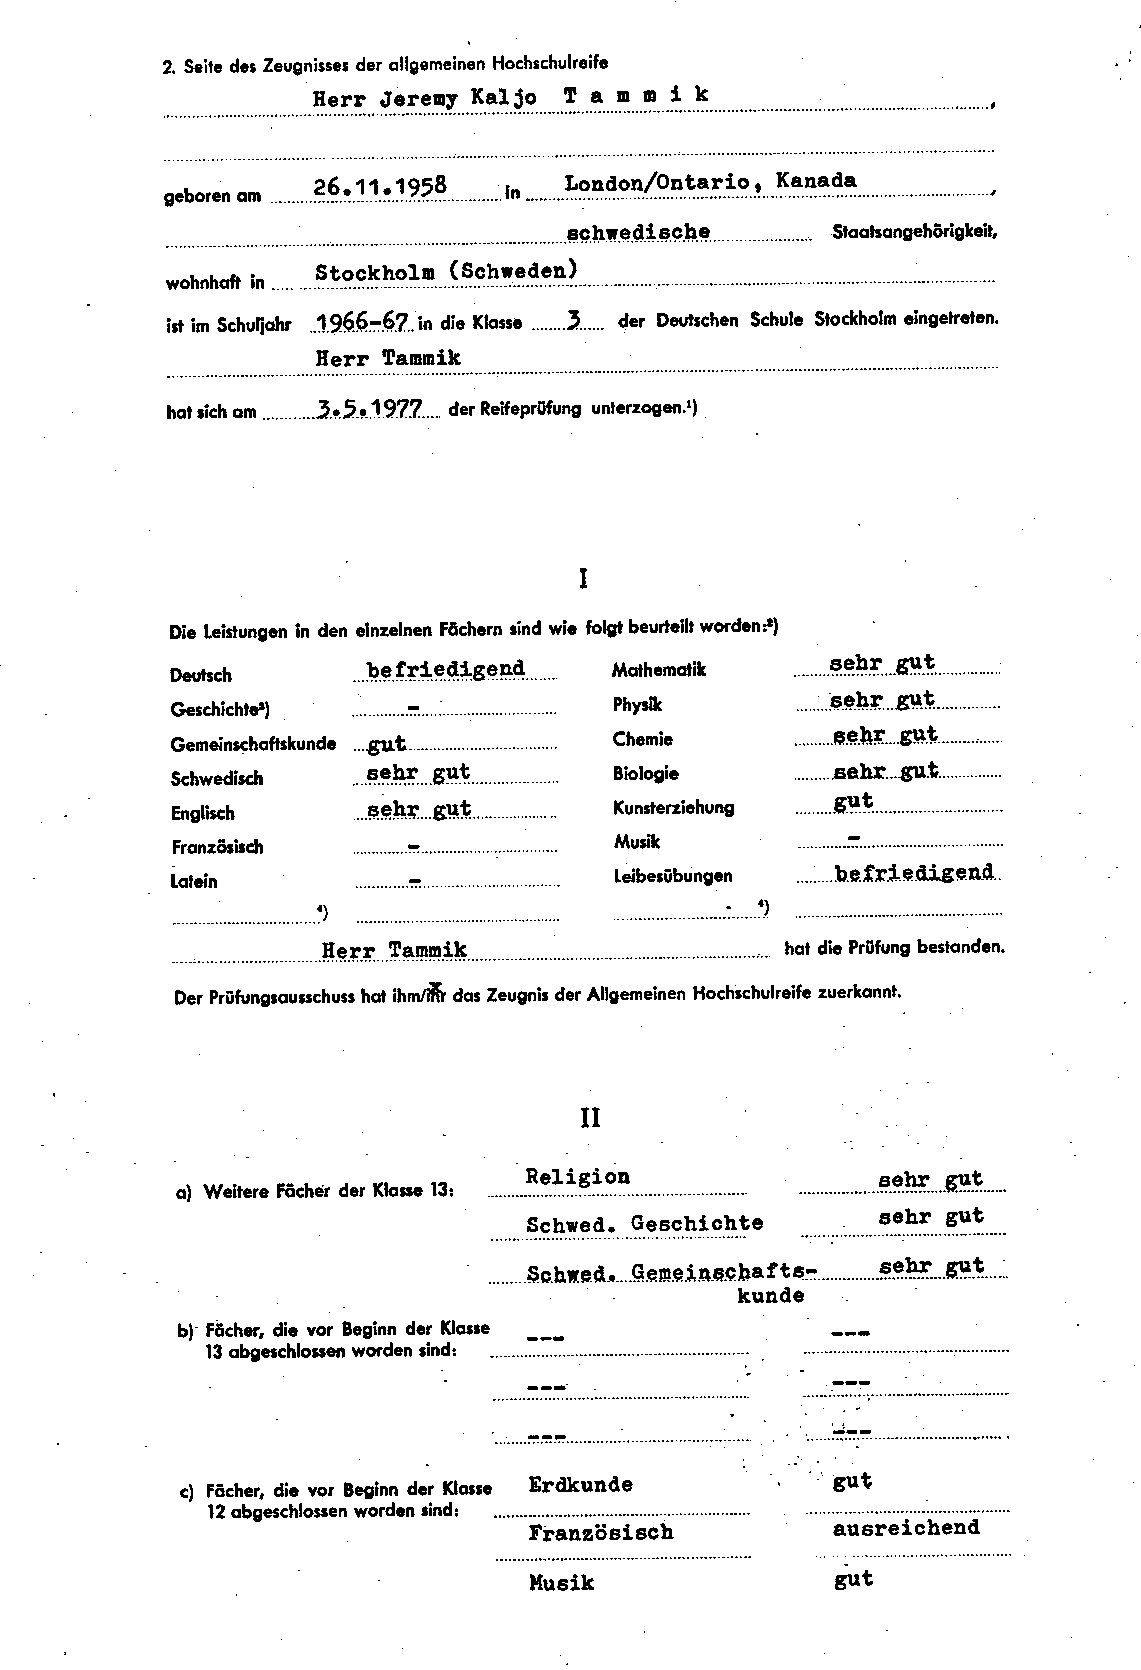 2. Seite des Zeugnisses der allgemeinen Hochschulreife
Herr Jeremy Kaljo T a m m i k,
geboren am 26.11.1958 in London/Ontario, Kanada,
schwedische Staatsangehörigkeit,
wohnhaft in Stockholm (Schweden)
ist im Schuljahr 1966-67 in die Klasse 3 der Deutschen Schule Stockholm eingetreten.
Herr Tammik
hat sich am 3.5.1977 der Reifeprüfung unterzogen.¹)
I
Die Leistungen in den einzelnen Fächern sind wie folgt beurteilt worden:²)
Deutsch befriedigend Mathematik sehr gut
Geschichte³) - Physik sehr gut
Gemeinschaftskunde gut Chemie sehr gut
Schwedisch sehr gut Biologie sehr gut
Englisch sehr gut Kunsterziehung gut
Französisch - Musik -
Latein - Leibesübungen befriedigend
⁴) - ⁴)
Herr Tammik hat die Prüfung bestanden.
Der Prüfungsausschuss hat ihm/ihr das Zeugnis der Allgemeinen Hochschulreife zuerkannt.
II
a) Weitere Fächer der Klasse 13: Religion sehr gut
Schwed. Geschichte sehr gut
Schwed. Gemeinschafts- sehr gut
kunde
b) Fächer, die vor Beginn der Klasse --- ---
13 abgeschlossen worden sind:
--- ---
--- ---
c) Fächer, die vor Beginn der Klasse Erdkunde gut
12 abgeschlossen worden sind:
Französisch ausreichend
Musik gut